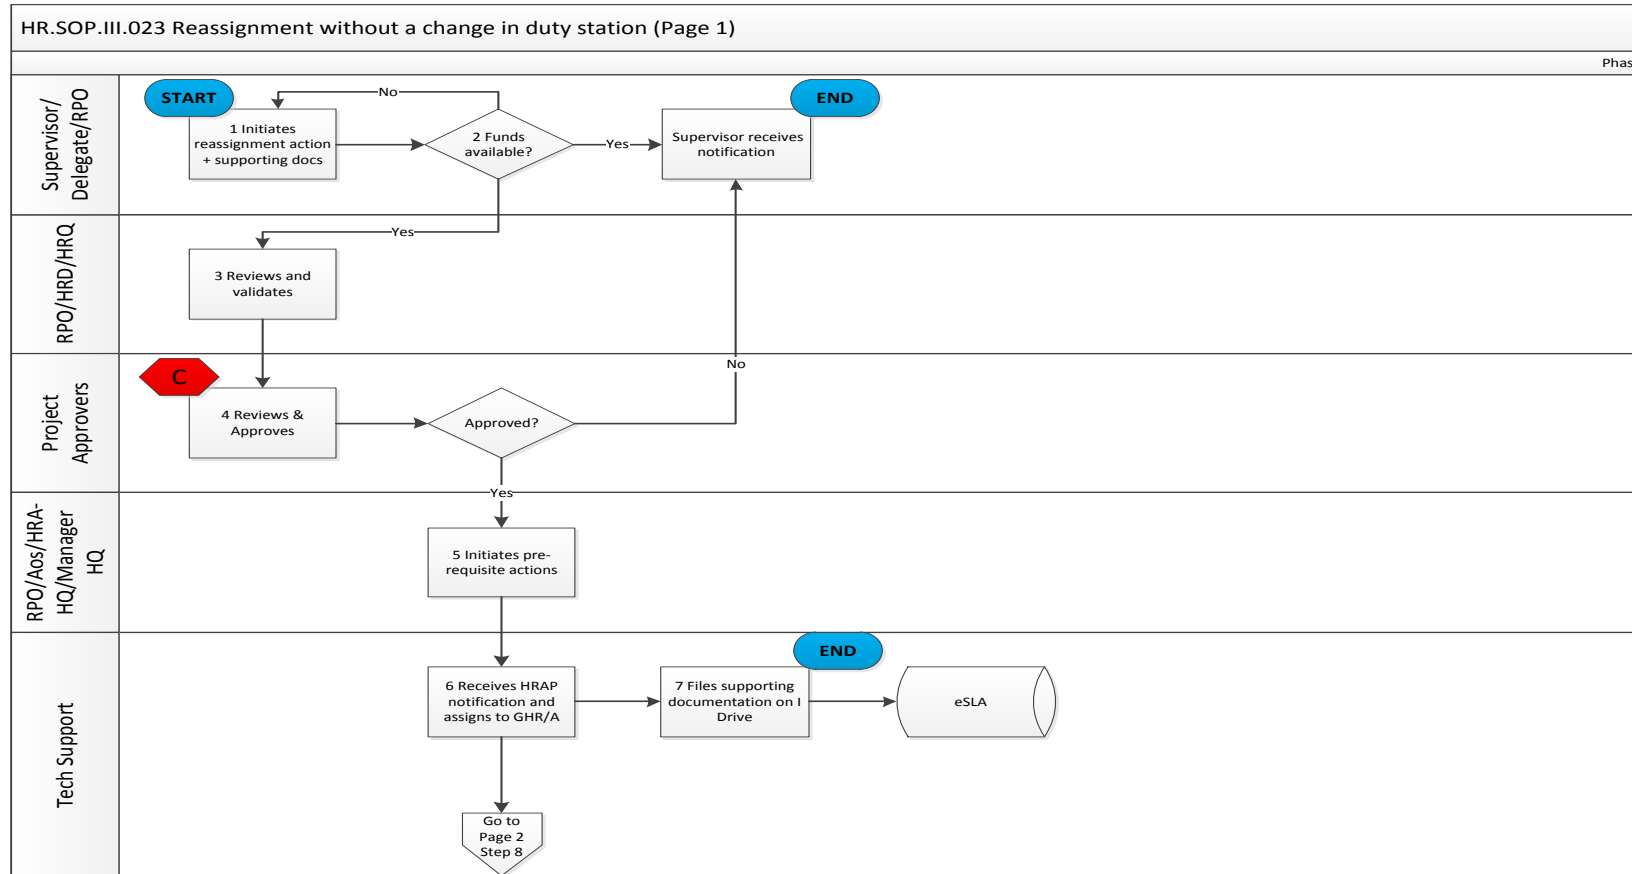 HR.SOP.III.023 Reassignment without a change in duty station (Page 1)
Phas
Supervisor/
Delegate/RPO
START
1 Initiates
reassignment action
+ supporting docs
No
2 Funds
available?
Yes
END
Supervisor receives
notification
RPO/HRD/HRQ
Yes
3 Reviews and
validates
Project
Approvers
C
4 Reviews &
Approves
Approved?
No
Yes
RPO/Aos/HRA-
HQ/Manager
HQ
5 Initiates pre-
requisite actions
Tech Support
6 Receives HRAP
notification and
assigns to GHR/A
END
7 Files supporting
documentation on I
Drive
eSLA
Go to
Page 2
Step 8